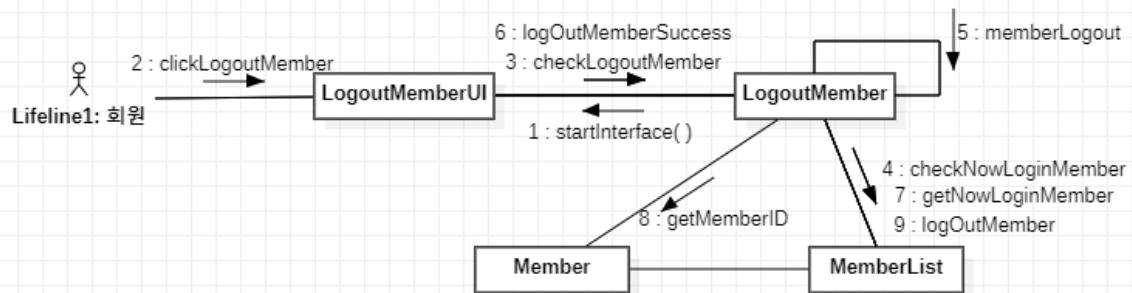 6 : logOutMemberSuccess
5 : memberLogout
2 : clickLogoutMember
3 : checkLogoutMember
LogoutMemberUI
LogoutMember
Lifeline1: 회원
1 : startInterface( )
4 : checkNowLoginMember
7 : getNowLoginMember
8 : getMemberID
9 : logOutMember
Member
MemberList